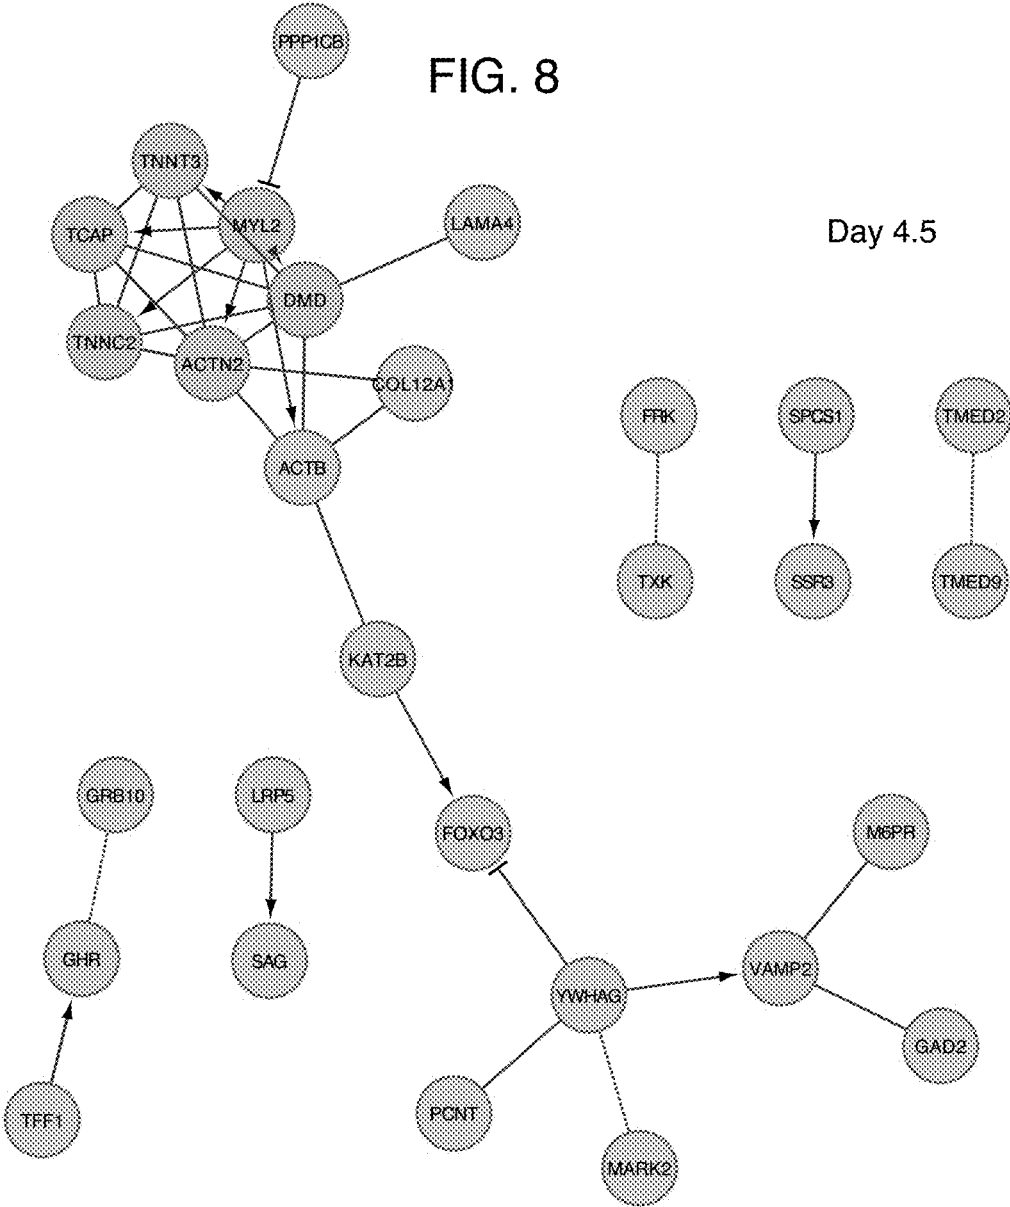 PPP1CB
FIG. 8
TNNT3
TCAP
MYL2
LAMA4
Day 4.5
DMD
TNNC2
ACTN2
COL12A1
FRK
SPCS1
TMED2
ACTB
TXK
SSR3
TMED9
KAT2B
GRB10
LRP5
FOXO3
M6PR
GHR
SAG
VAMP2
YWHAG
GAD2
TFF1
PCNT
MARK2